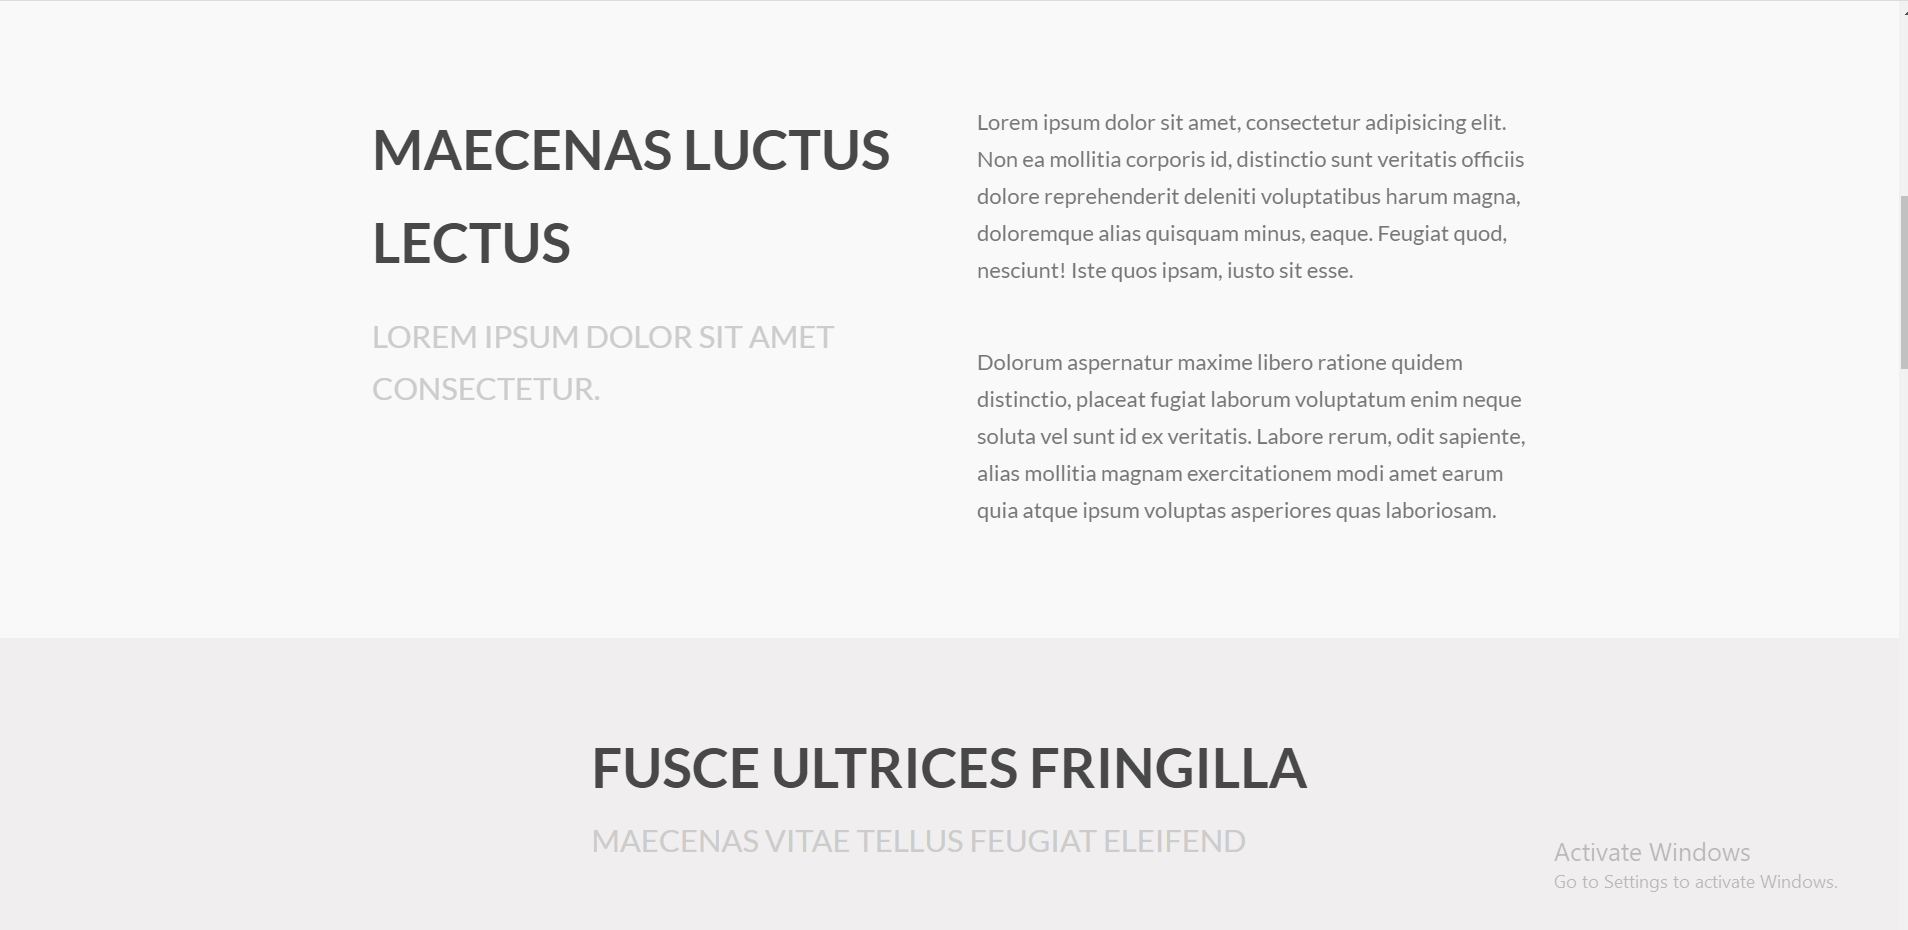 MAECENAS LUCTUS
LECTUS
LOREM IPSUM DOLOR SIT AMET
CONSECTETUR.
Lorem ipsum dolor sit amet, consectetur adipisicing elit.
Non ea mollitia corporis id, distinctio sunt veritatis officiis
dolore reprehenderit deleniti voluptatibus harum magna,
doloremque alias quisquam minus, eaque. Feugiat quod,
nesciunt! Iste quos ipsam, iusto sit esse.
Dolorum aspernatur maxime libero ratione quidem
distinctio, placeat fugiat laborum voluptatum enim neque
soluta vel sunt id ex veritatis. Labore rerum, odit sapiente,
alias mollitia magnam exercitationem modi amet earum
quia atque ipsum voluptas asperiores quas laboriosam.
FUSCE ULTRICES FRINGILLA
MAECENAS VITAE TELLUS FEUGIAT ELEIFEND
Activate Windows
Go to Settings to activate Windows.